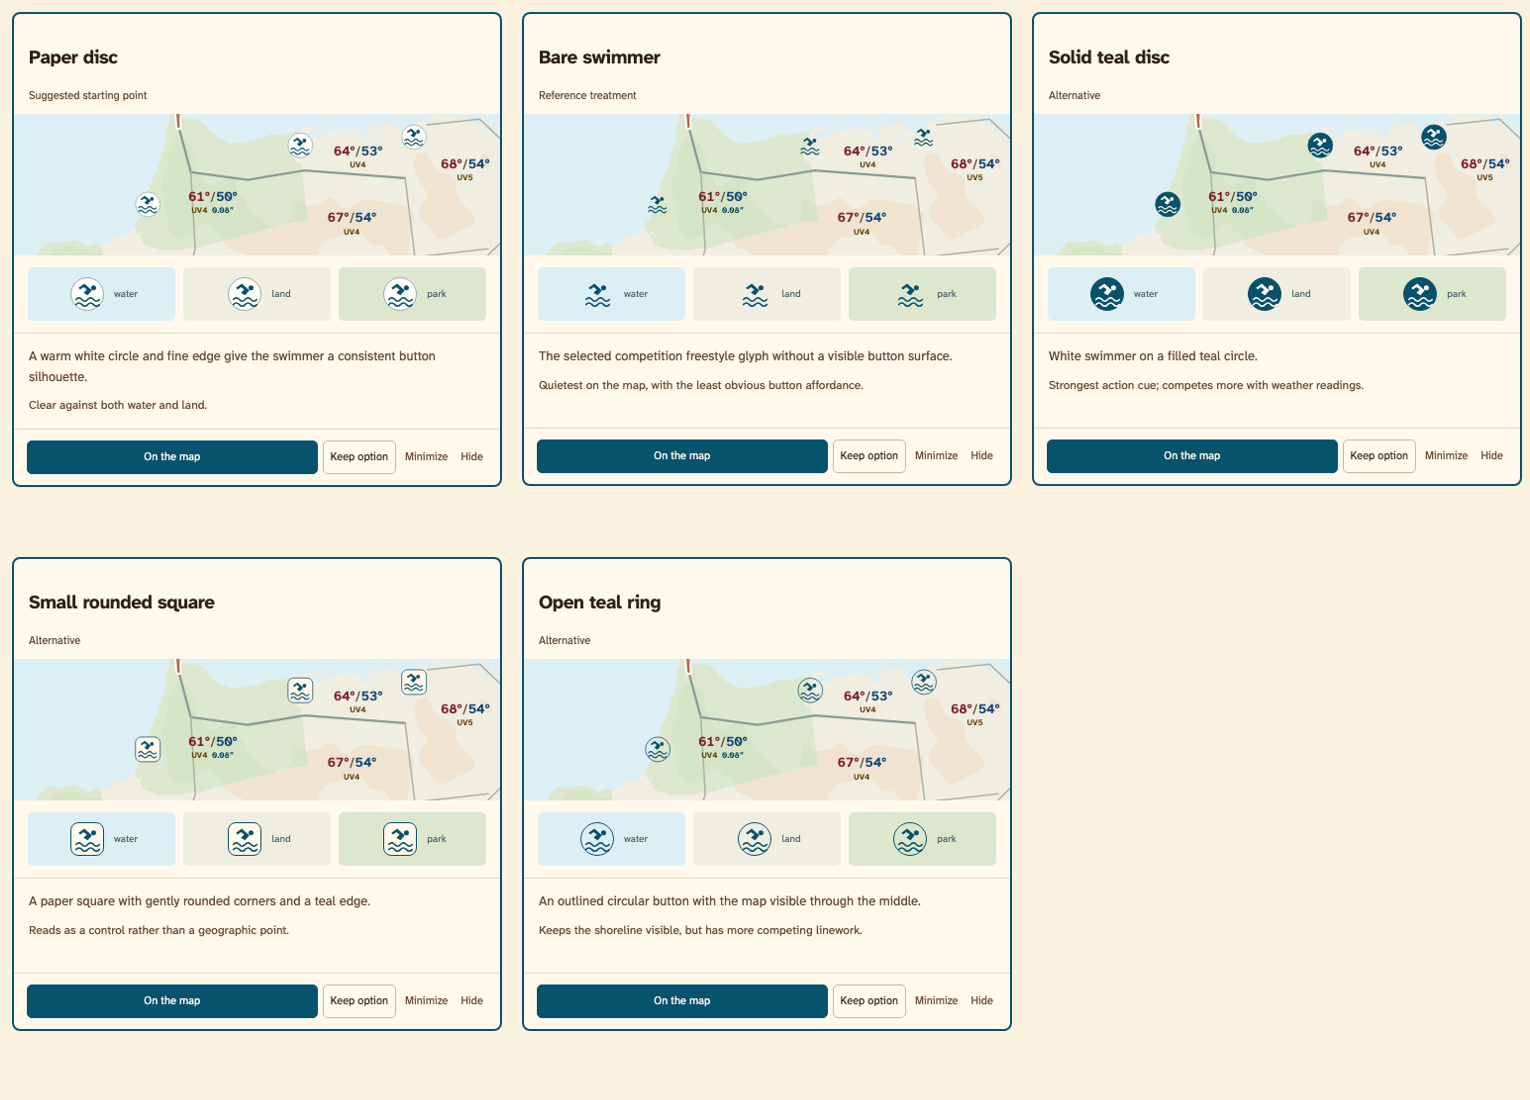 Paper disc
Suggested starting point
64°/53°
UV4
68°/54°
UV5
61°/50°
UV4 0.08"
67°/54°
UV4
water
land
park
A warm white circle and fine edge give the swimmer a consistent button
silhouette.
Clear against both water and land.
On the map
Keep option
Minimize
Hide
Bare swimmer
Reference treatment
64°/53°
UV4
68°/54°
UV5
61°/50°
UV4 0.08"
67°/54°
UV4
water
land
park
The selected competition freestyle glyph without a visible button surface.
Quietest on the map, with the least obvious button affordance.
On the map
Keep option
Minimize
Hide
Solid teal disc
Alternative
64°/53°
UV4
68°/54°
UV5
61°/50°
UV4 0.08"
67°/54°
UV4
water
land
park
White swimmer on a filled teal circle.
Strongest action cue; competes more with weather readings.
On the map
Keep option
Minimize
Hide
Small rounded square
Alternative
64°/53°
UV4
68°/54°
UV5
61°/50°
UV4 0.08"
67°/54°
UV4
water
land
park
A paper square with gently rounded corners and a teal edge.
Reads as a control rather than a geographic point.
On the map
Keep option
Minimize
Hide
Open teal ring
Alternative
64°/53°
UV4
68°/54°
UV5
61°/50°
UV4 0.08"
67°/54°
UV4
water
land
park
An outlined circular button with the map visible through the middle.
Keeps the shoreline visible, but has more competing linework.
On the map
Keep option
Minimize
Hide